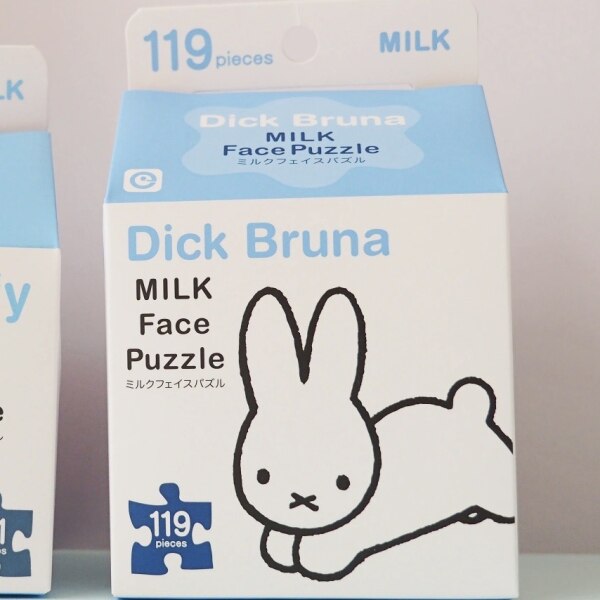 119 pieces
MILK
Dick Bruna
MILK
Face Puzzle
ミルクフェイスパズル
Dick Bruna
MILK
Face
Puzzle
ミルクフェイスパズル
119
pieces